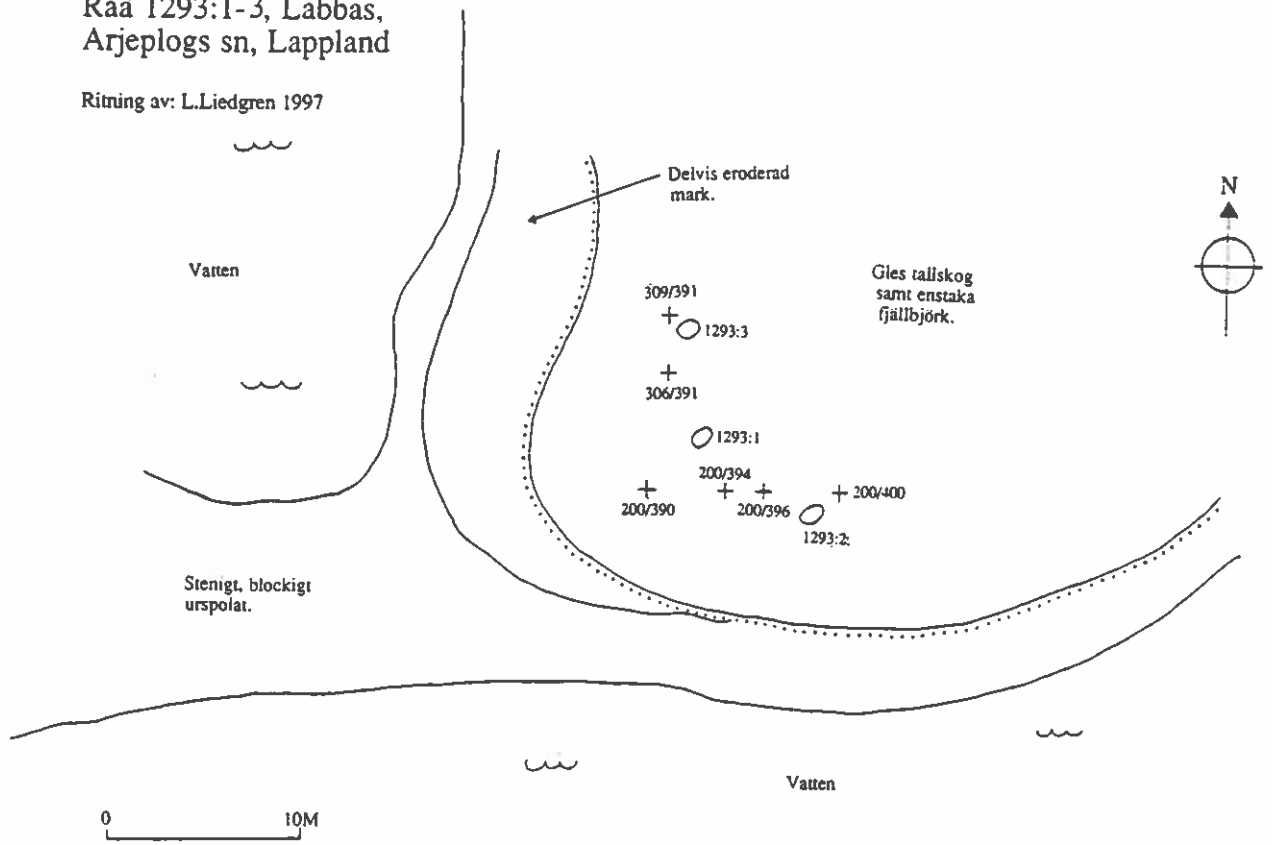 Raä 1293:1-3, Labbas,
Arjeplogs sn, Lappland
Ritning av: L.Liedgren 1997
Delvis eroderad
mark.
N
Vatten
Gles tallskog
samt enstaka
fjällbjörk.
309/391
1293:3
306/391
1293:1
200/394
200/390
200/396
200/400
1293:2:
Stenigt, blockigt
urspolat.
Vatten
0 10M